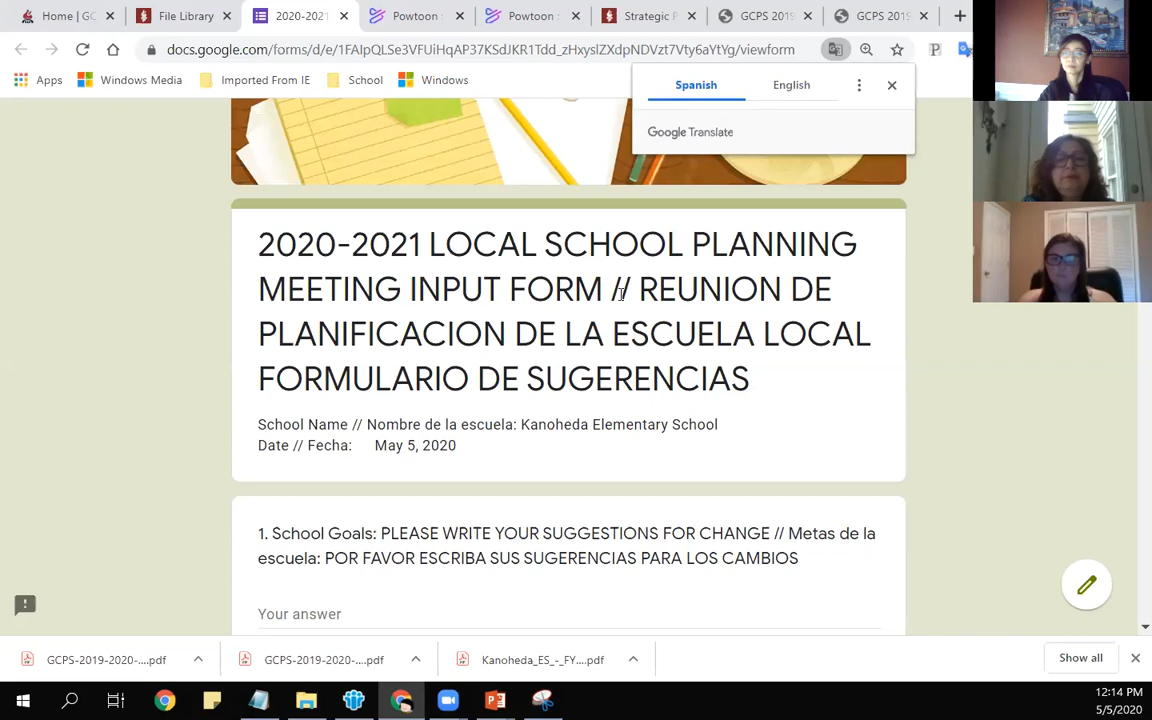 Home | GC
File Library
2020-2021
Powtoon
Powtoon
Strategic P
GCPS 2019
GCPS 2019
docs.google.com/forms/d/e/1FAIpQLSe3VFUiHqAP37KSdJKR1Tdd_zHxyslZXdpNDVzt7Vty6aYtYg/viewform
Apps
Windows Media
Imported From IE
School
Windows
Spanish
English
Google Translate
2020-2021 LOCAL SCHOOL PLANNING
MEETING INPUT FORM // REUNION DE
PLANIFICACION DE LA ESCUELA LOCAL
FORMULARIO DE SUGERENCIAS
School Name // Nombre de la escuela: Kanoheda Elementary School
Date // Fecha: May 5, 2020
1. School Goals: PLEASE WRITE YOUR SUGGESTIONS FOR CHANGE // Metas de la
escuela: POR FAVOR ESCRIBA SUS SUGERENCIAS PARA LOS CAMBIOS
Your answer
GCPS-2019-2020-....pdf
GCPS-2019-2020-....pdf
Kanoheda_ES_-_FY....pdf
Show all
12:14 PM
5/5/2020